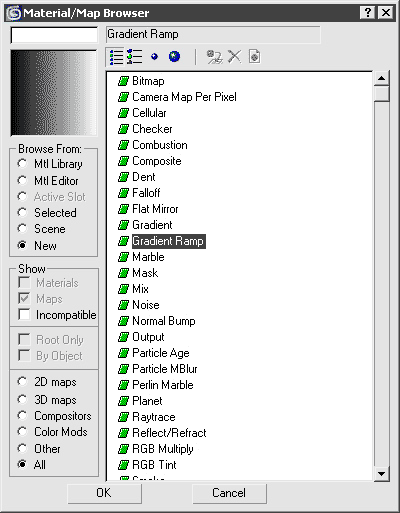 Material/Map Browser
Gradient Ramp
Browse From:
Mtl Library
Mtl Editor
Active Slot
Selected
Scene
New
Show
Materials
Maps
Incompatible
Root Only
By Object
2D maps
3D maps
Compositors
Color Mods
Other
All
Bitmap
Camera Map Per Pixel
Cellular
Checker
Combustion
Composite
Dent
Falloff
Flat Mirror
Gradient
Gradient Ramp
Marble
Mask
Mix
Noise
Normal Bump
Output
Particle Age
Particle MBlur
Perlin Marble
Planet
Raytrace
Reflect/Refract
RGB Multiply
RGB Tint
OK
Cancel